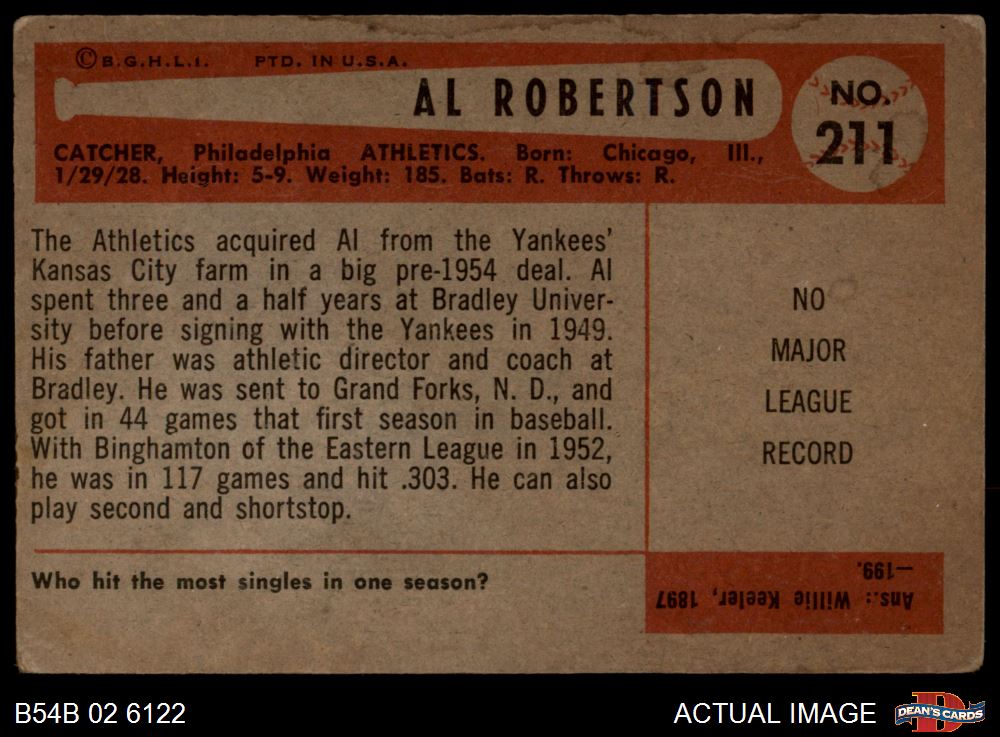 ©B.G.H.L.I. PTD. IN U.S.A.
AL ROBERTSON
NO.
211
CATCHER, Philadelphia ATHLETICS. Born: Chicago, Ill.,
1/29/28. Height: 5-9. Weight: 185. Bats: R. Throws: R.
The Athletics acquired Al from the Yankees'
Kansas City farm in a big pre-1954 deal. Al
spent three and a half years at Bradley Univer-
sity before signing with the Yankees in 1949.
His father was athletic director and coach at
Bradley. He was sent to Grand Forks, N. D., and
got in 44 games that first season in baseball.
With Binghamton of the Eastern League in 1952,
he was in 117 games and hit .303. He can also
play second and shortstop.
NO
MAJOR
LEAGUE
RECORD
Who hit the most singles in one season?
Ans.: Willie Keeler, 1897
—199.
B54B 02 6122
ACTUAL IMAGE
DEAN'S CARDS